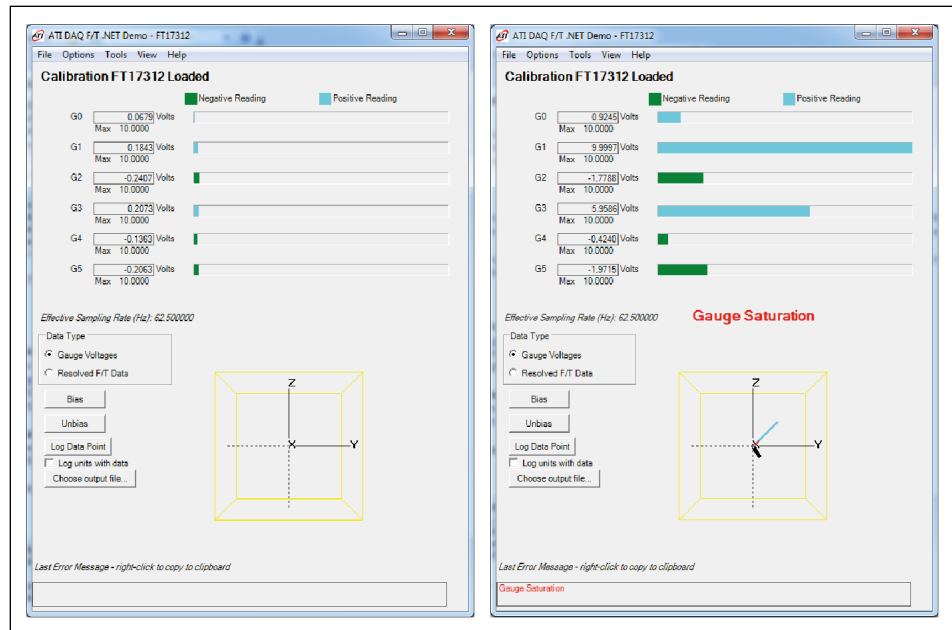 ATI DAQ F/T .NET Demo - FT17312
File Options Tools View Help
Calibration FT17312 Loaded
Negative Reading Positive Reading
G0 0.0679 Volts
Max 10.0000
G1 0.1843 Volts
Max 10.0000
G2 -0.2407 Volts
Max 10.0000
G3 0.2073 Volts
Max 10.0000
G4 -0.1363 Volts
Max 10.0000
G5 -0.2063 Volts
Max 10.0000
Effective Sampling Rate (Hz): 62.500000
Data Type
Gauge Voltages
Resolved F/T Data
Bias
Unbias
Log Data Point
Log units with data
Choose output file...
Z
X
Y
Last Error Message - right-click to copy to clipboard
ATI DAQ F/T .NET Demo - FT17312
File Options Tools View Help
Calibration FT17312 Loaded
Negative Reading Positive Reading
G0 0.9245 Volts
Max 10.0000
G1 9.9997 Volts
Max 10.0000
G2 -1.7788 Volts
Max 10.0000
G3 5.9586 Volts
Max 10.0000
G4 -0.4240 Volts
Max 10.0000
G5 -1.9715 Volts
Max 10.0000
Effective Sampling Rate (Hz): 62.500000
Gauge Saturation
Data Type
Gauge Voltages
Resolved F/T Data
Bias
Unbias
Log Data Point
Log units with data
Choose output file...
Z
X
Y
Last Error Message - right-click to copy to clipboard
Gauge Saturation